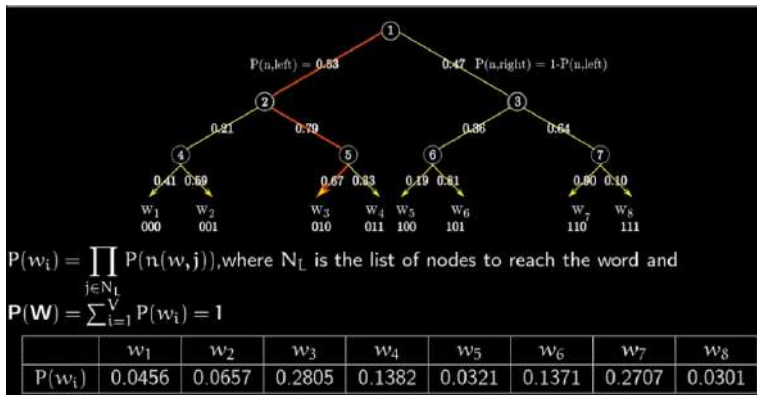 1
P(n,left) = 0.53 0.47 P(n,right) = 1-P(n,left)
2 3
0.21 0.79 0.36 0.64
4 5 6 7
0.41 0.59 0.67 0.33 0.19 0.81 0.90 0.10
W₁ W₂ W₃ W₄ W₅ W₆ W₇ W₈
000 001 010 011 100 101 110 111
P(wᵢ) = ∏ P(n(w,j)),where N_L is the list of nodes to reach the word and
j∈N_L
P(W) = ∑ᵢ₌₁ⱽ P(wᵢ) = 1
w₁ w₂ w₃ w₄ w₅ w₆ w₇ w₈
P(wᵢ) 0.0456 0.0657 0.2805 0.1382 0.0321 0.1371 0.2707 0.0301